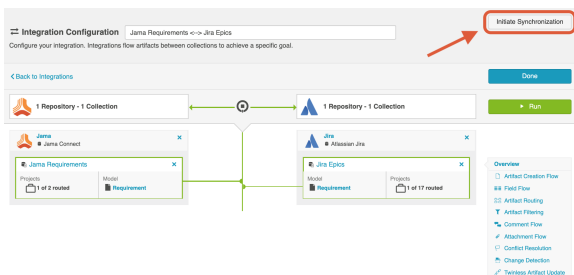 Initiate Synchronization
Integration Configuration Jama Requirements <--> Jira Epics
Configure your integration. Integrations flow artifacts between collections to achieve a specific goal.
Back to Integrations
Done
1 Repository - 1 Collection
1 Repository - 1 Collection
Run
Jama
Jama Connect
Jira
Atlassian Jira
Jama Requirements
Projects
1 of 2 routed
Model
Requirement
Jira Epics
Model
Requirement
Projects
1 of 17 routed
Overview
Artifact Creation Flow
Field Flow
Artifact Routing
Artifact Filtering
Comment Flow
Attachment Flow
Conflict Resolution
Change Detection
Twinless Artifact Update